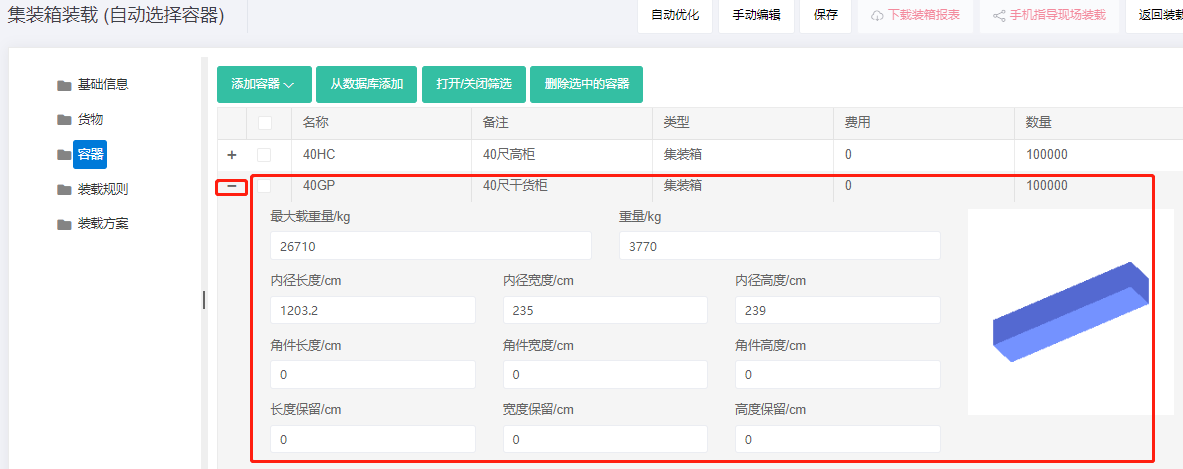 集装箱装载 (自动选择容器)
自动优化 手动编辑 保存 下载装箱报表 手机指导现场装载 返回装载
基础信息
货物
容器
装载规则
装载方案
添加容器 从数据库添加 打开/关闭筛选 删除选中的容器
名称 备注 类型 费用 数量
+ 40HC 40尺高柜 集装箱 0 100000
− 40GP 40尺干货柜 集装箱 0 100000
最大载重量/kg 重量/kg
26710 3770
内径长度/cm 内径宽度/cm 内径高度/cm
1203.2 235 239
角件长度/cm 角件宽度/cm 角件高度/cm
0 0 0
长度保留/cm 宽度保留/cm 高度保留/cm
0 0 0